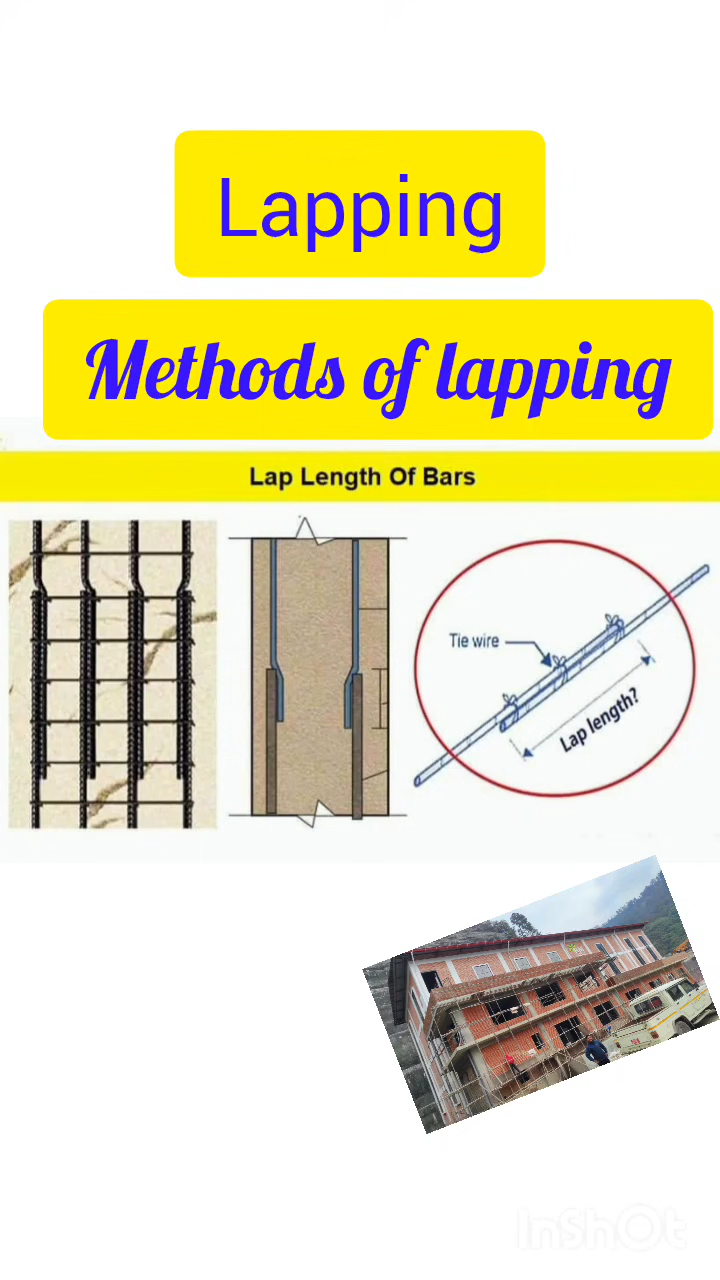 Lapping
Methods of lapping
Lap Length Of Bars
Tie wire
Lap length?
InShOt